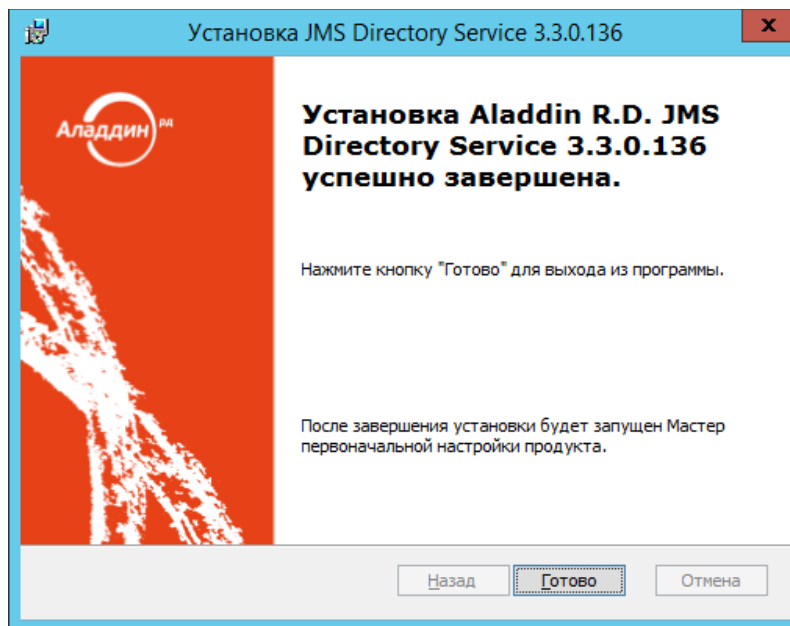 Установка JMS Directory Service 3.3.0.136
x
Аладдин РД
Установка Aladdin R.D. JMS
Directory Service 3.3.0.136
успешно завершена.
Нажмите кнопку "Готово" для выхода из программы.
После завершения установки будет запущен Мастер
первоначальной настройки продукта.
Назад Готово Отмена